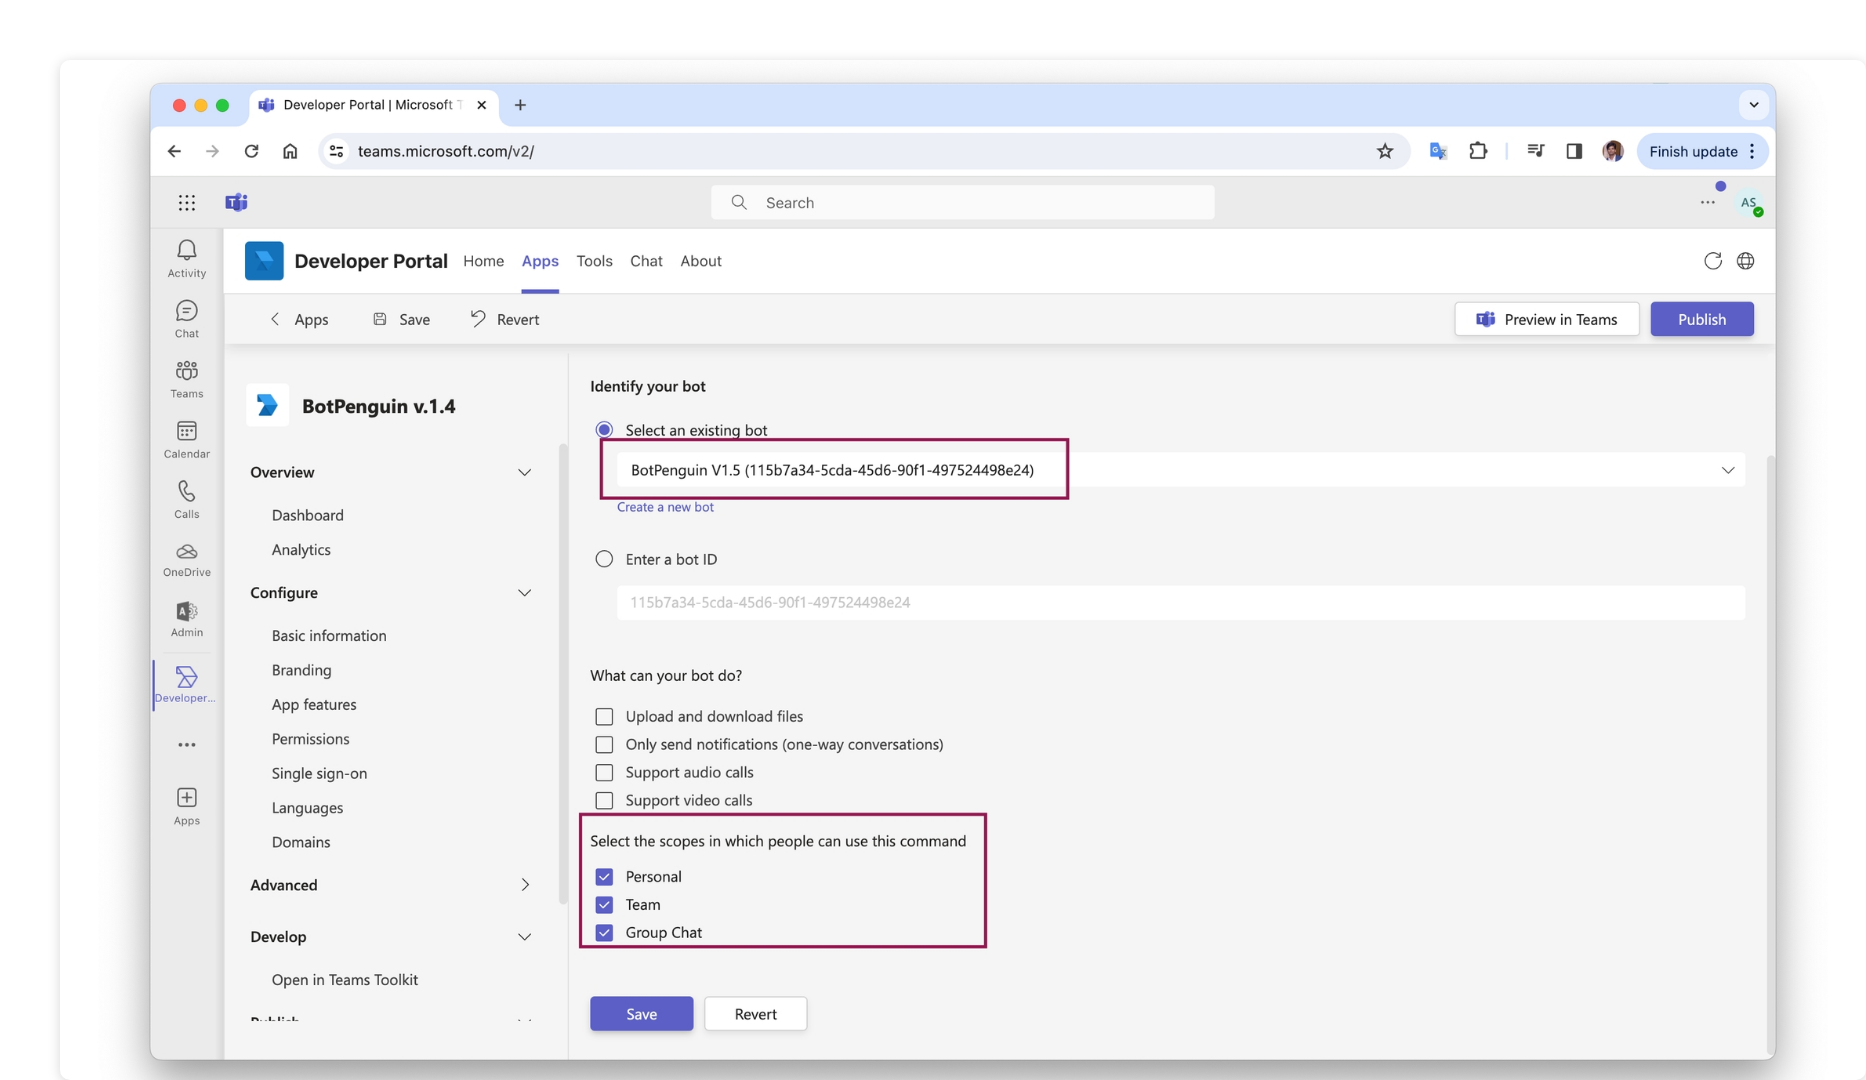 Developer Portal | Microsoft T
teams.microsoft.com/v2/
Finish update
Search
AS
Activity
Chat
Teams
Calendar
Calls
OneDrive
Admin
Developer...
Apps
Developer Portal
Home
Apps
Tools
Chat
About
Apps
Save
Revert
Preview in Teams
Publish
BotPenguin v.1.4
Overview
Dashboard
Analytics
Configure
Basic information
Branding
App features
Permissions
Single sign-on
Languages
Domains
Advanced
Develop
Open in Teams Toolkit
Publish
Identify your bot
Select an existing bot
BotPenguin V1.5 (115b7a34-5cda-45d6-90f1-497524498e24)
Create a new bot
Enter a bot ID
115b7a34-5cda-45d6-90f1-497524498e24
What can your bot do?
Upload and download files
Only send notifications (one-way conversations)
Support audio calls
Support video calls
Select the scopes in which people can use this command
Personal
Team
Group Chat
Save
Revert